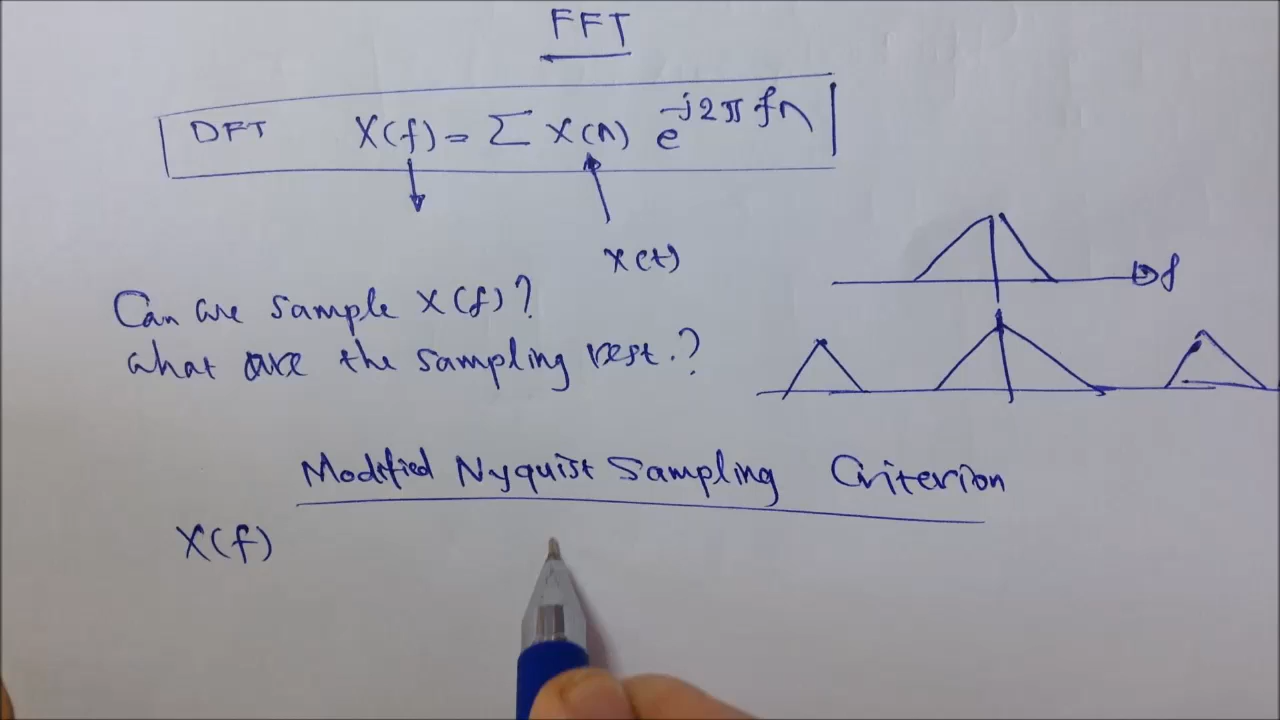 FFT
DFT X(f) = Σ X(n) e^{-j2πfn}
X(t)
f
Can we sample X(f)?
what are the sampling rest.?
Modified Nyquist Sampling Criterion
X(f)